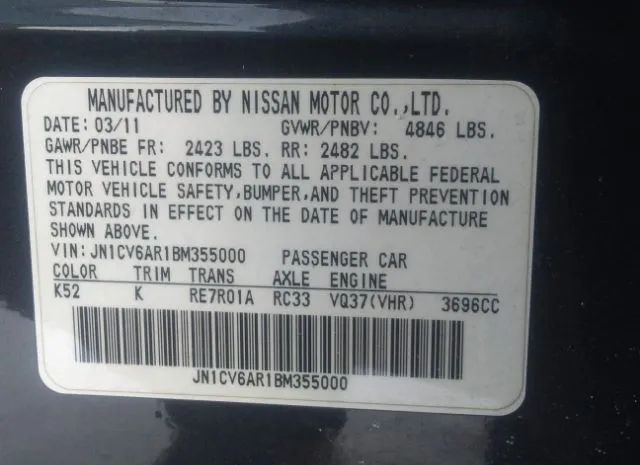 MANUFACTURED BY NISSAN MOTOR CO.,LTD.
DATE: 03/11 GVWR/PNBV: 4846 LBS.
GAWR/PNBE FR: 2423 LBS. RR: 2482 LBS.
THIS VEHICLE CONFORMS TO ALL APPLICABLE FEDERAL
MOTOR VEHICLE SAFETY,BUMPER,AND THEFT PREVENTION
STANDARDS IN EFFECT ON THE DATE OF MANUFACTURE
SHOWN ABOVE.
VIN:JN1CV6AR1BM355000 PASSENGER CAR
COLOR TRIM TRANS AXLE ENGINE
K52 K RE7R01A RC33 VQ37(VHR) 3696CC
JN1CV6AR1BM355000